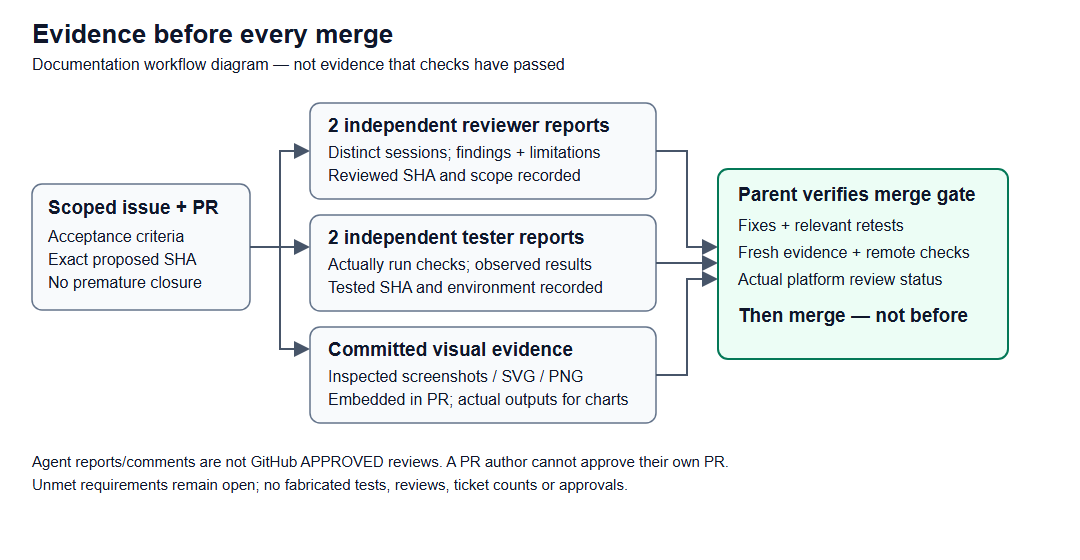 Evidence before every merge
Documentation workflow diagram — not evidence that checks have passed
Scoped issue + PR
Acceptance criteria
Exact proposed SHA
No premature closure
2 independent reviewer reports
Distinct sessions; findings + limitations
Reviewed SHA and scope recorded
2 independent tester reports
Actually run checks; observed results
Tested SHA and environment recorded
Committed visual evidence
Inspected screenshots / SVG / PNG
Embedded in PR; actual outputs for charts
Parent verifies merge gate
Fixes + relevant retests
Fresh evidence + remote checks
Actual platform review status
Then merge — not before
Agent reports/comments are not GitHub APPROVED reviews. A PR author cannot approve their own PR.
Unmet requirements remain open; no fabricated tests, reviews, ticket counts or approvals.